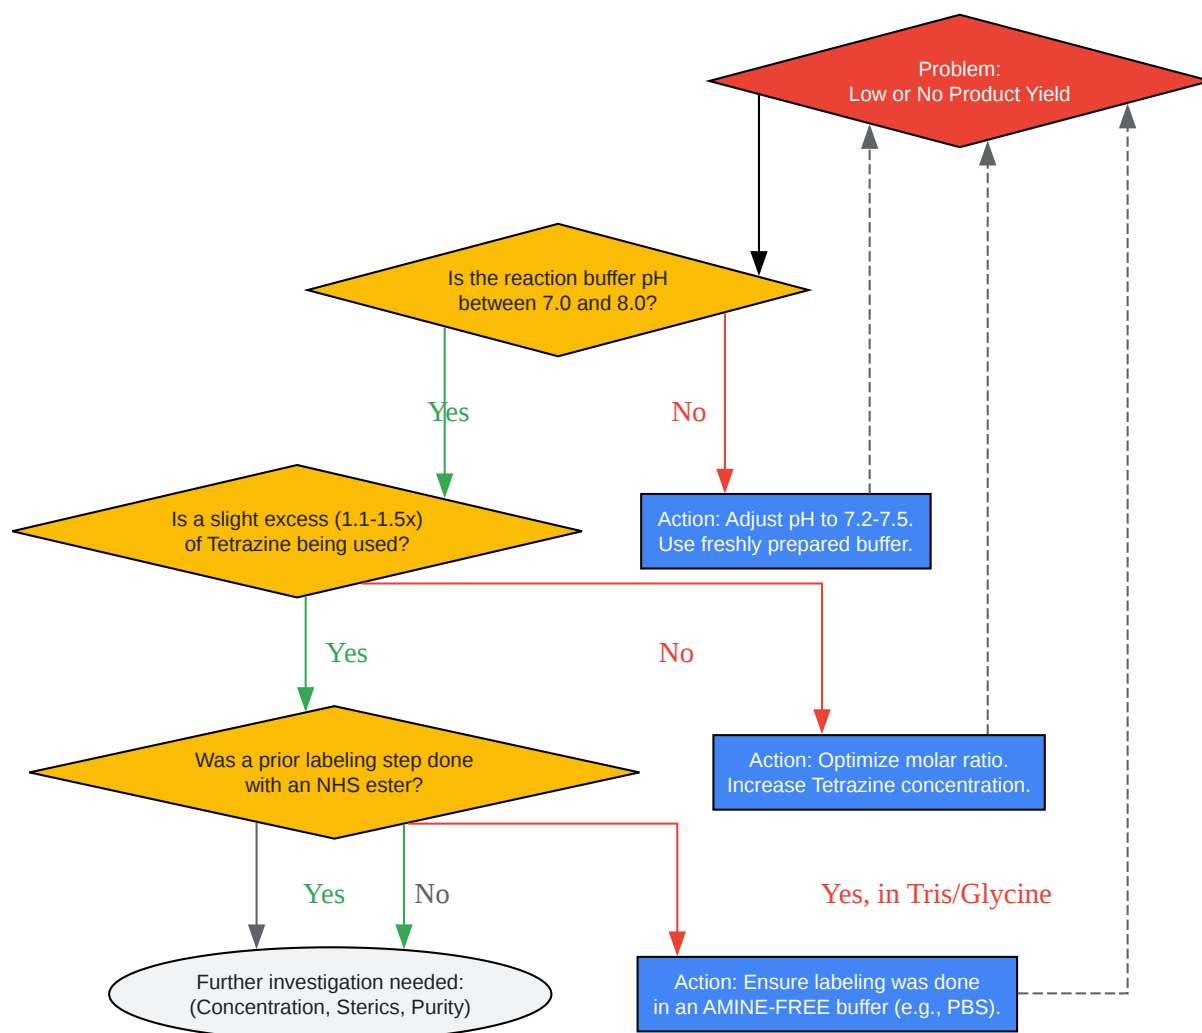 Problem:
Low or No Product Yield
Is the reaction buffer pH
between 7.0 and 8.0?
Yes
No
Is a slight excess (1.1-1.5x)
of Tetrazine being used?
Action: Adjust pH to 7.2-7.5.
Use freshly prepared buffer.
Yes
No
Was a prior labeling step done
with an NHS ester?
Action: Optimize molar ratio.
Increase Tetrazine concentration.
Yes
No
Yes, in Tris/Glycine
Further investigation needed:
(Concentration, Sterics, Purity)
Action: Ensure labeling was done
in an AMINE-FREE buffer (e.g., PBS).